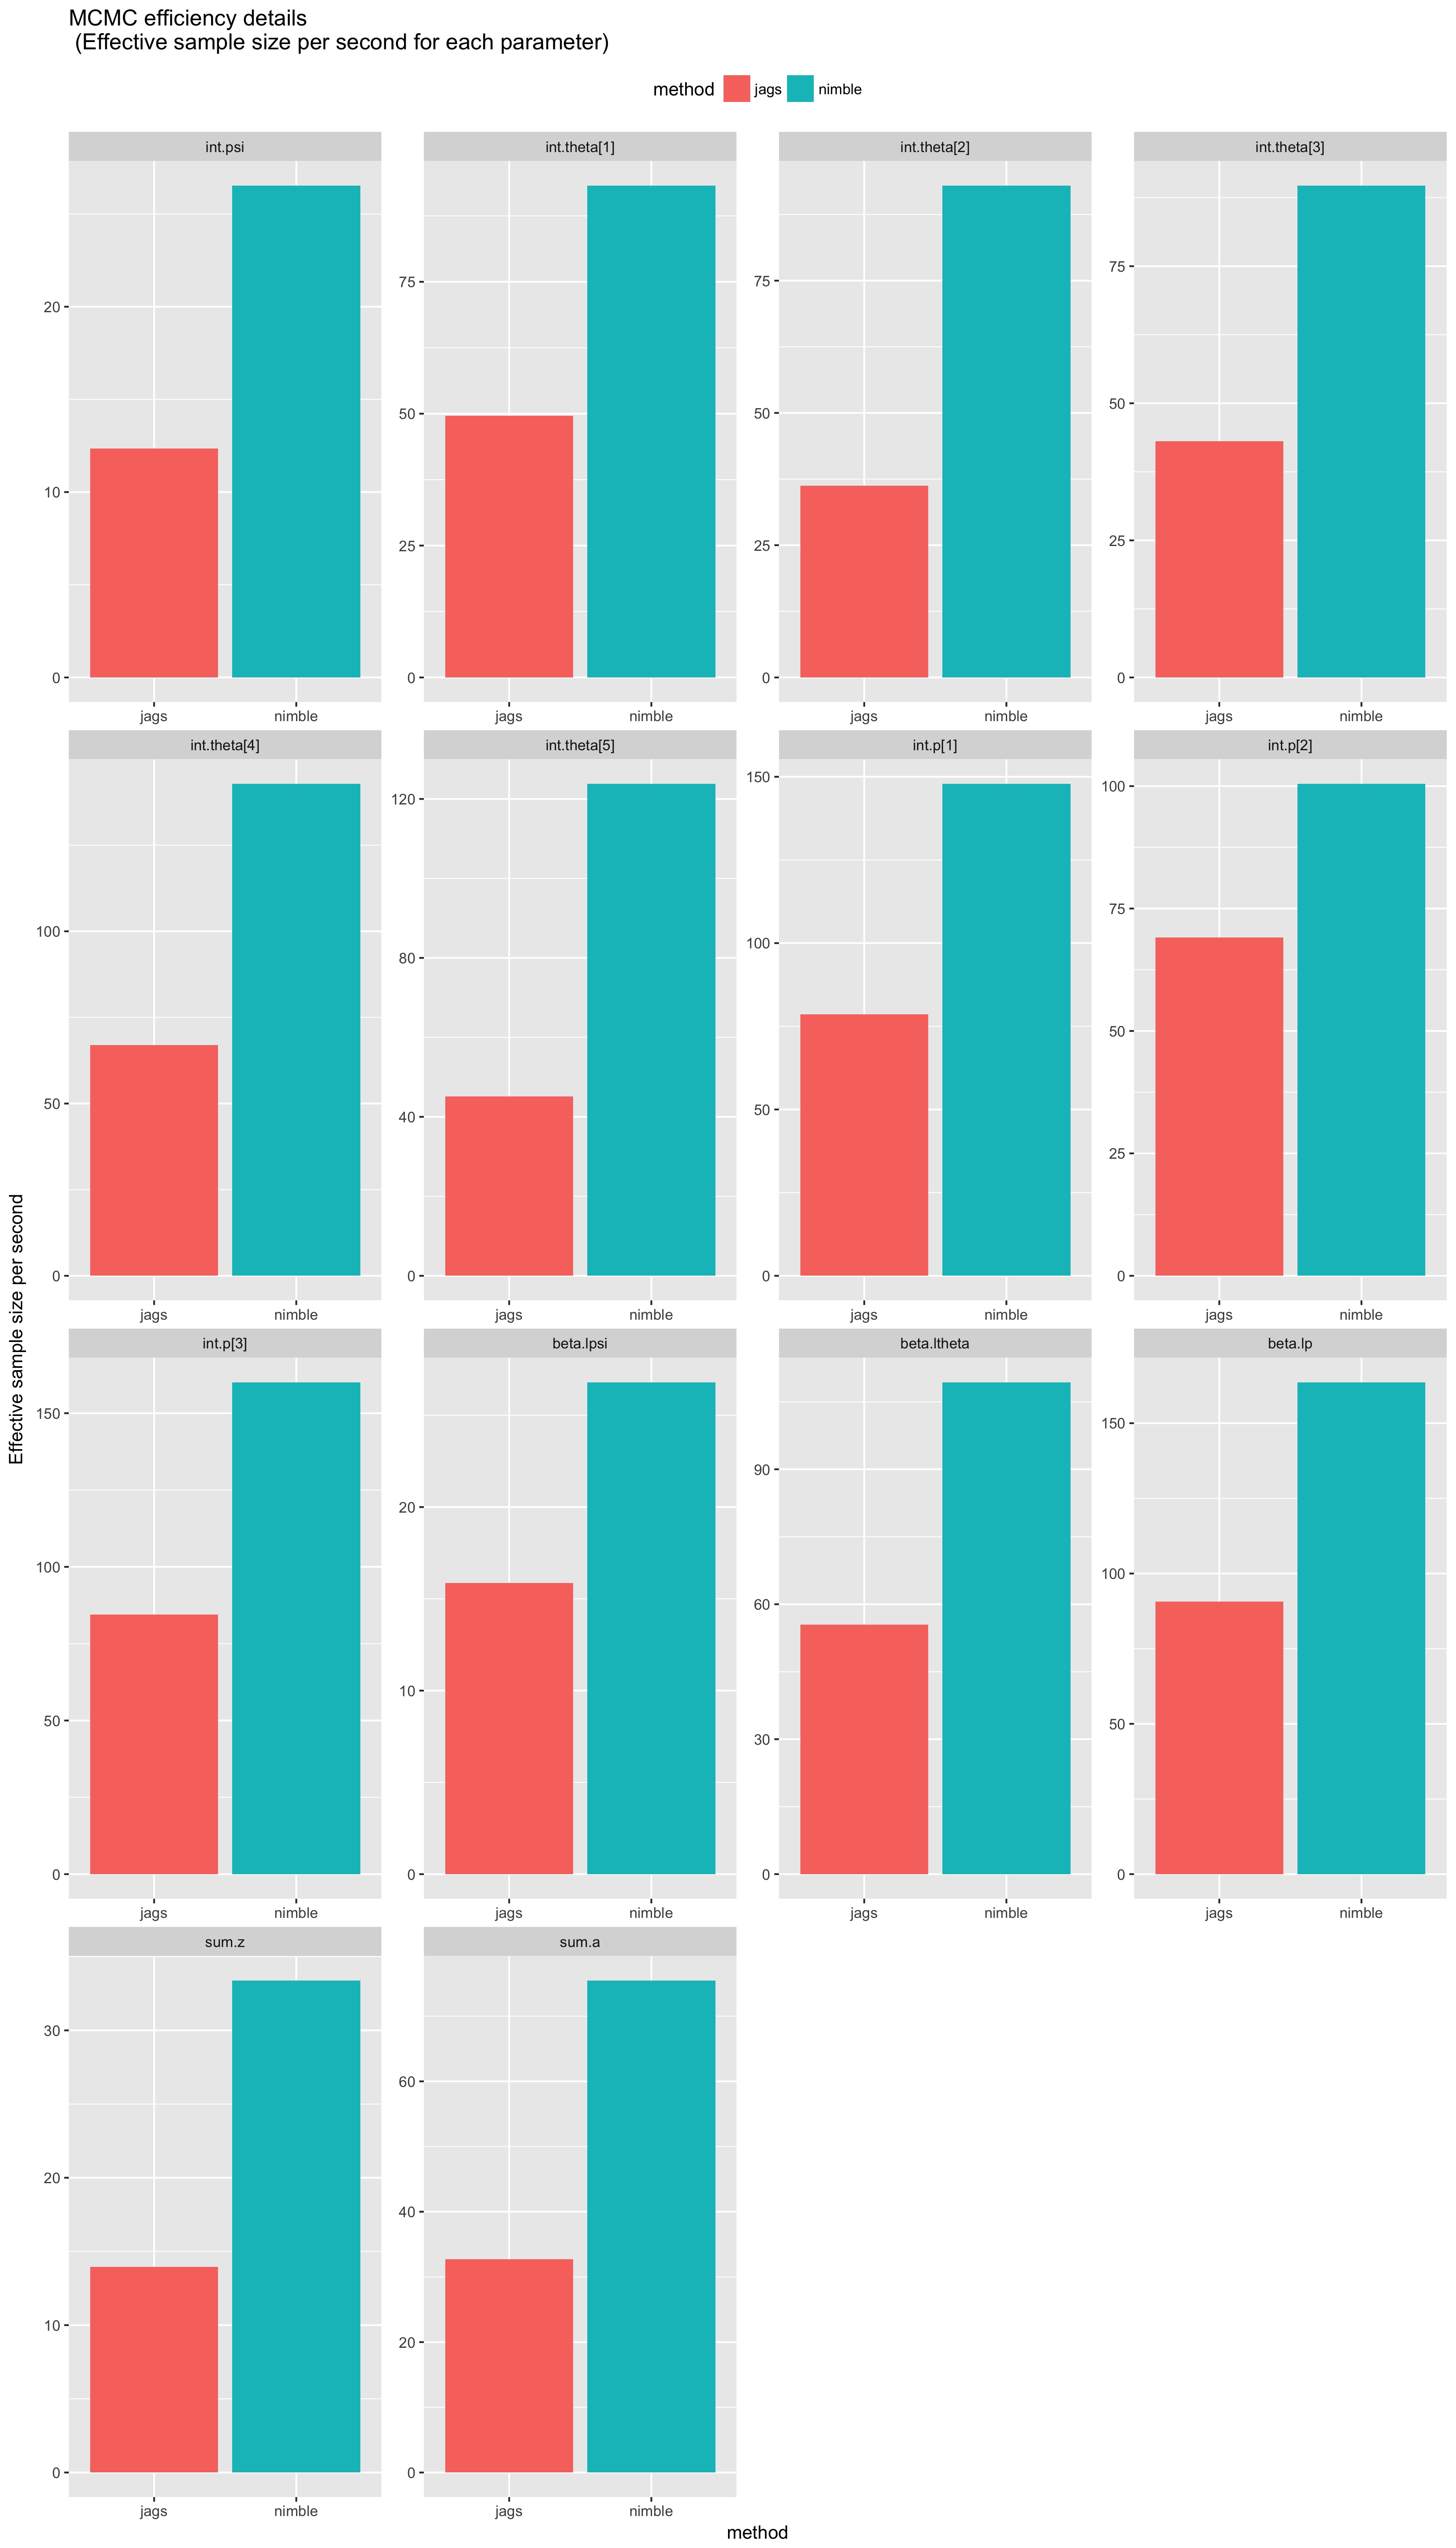 MCMC efficiency details
(Effective sample size per second for each parameter)
method jags nimble
int.psi int.theta[1] int.theta[2] int.theta[3]
20 75 75 75
50 50 50
10
25 25 25
0 0 0 0
jags nimble jags nimble jags nimble jags nimble
int.theta[4] int.theta[5] int.p[1] int.p[2]
120 150 100
100 80 100 75
50 40 50 50
25
0 0 0 0
jags nimble jags nimble jags nimble jags nimble
Effective sample size per second
int.p[3] beta.lpsi beta.ltheta beta.lp
150 20 90 150
100 60 100
50 10 30 50
0 0 0 0
jags nimble jags nimble jags nimble jags nimble
sum.z sum.a
30 60
20 40
10 20
0 0
jags nimble jags nimble
method